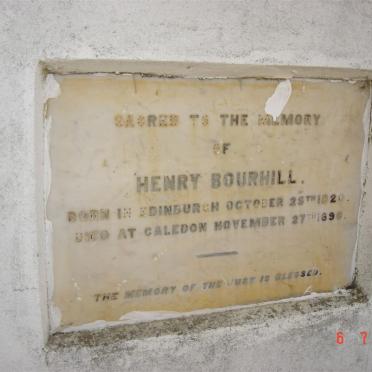 SACRED TO THE MEMORY
OF
HENRY BOURHILL.
BORN IN EDINBURGH OCTOBER 25TH 1820.
DIED AT CALEDON NOVEMBER 27TH 1890.
THE MEMORY OF THE JUST IS BLESSED.
6 7